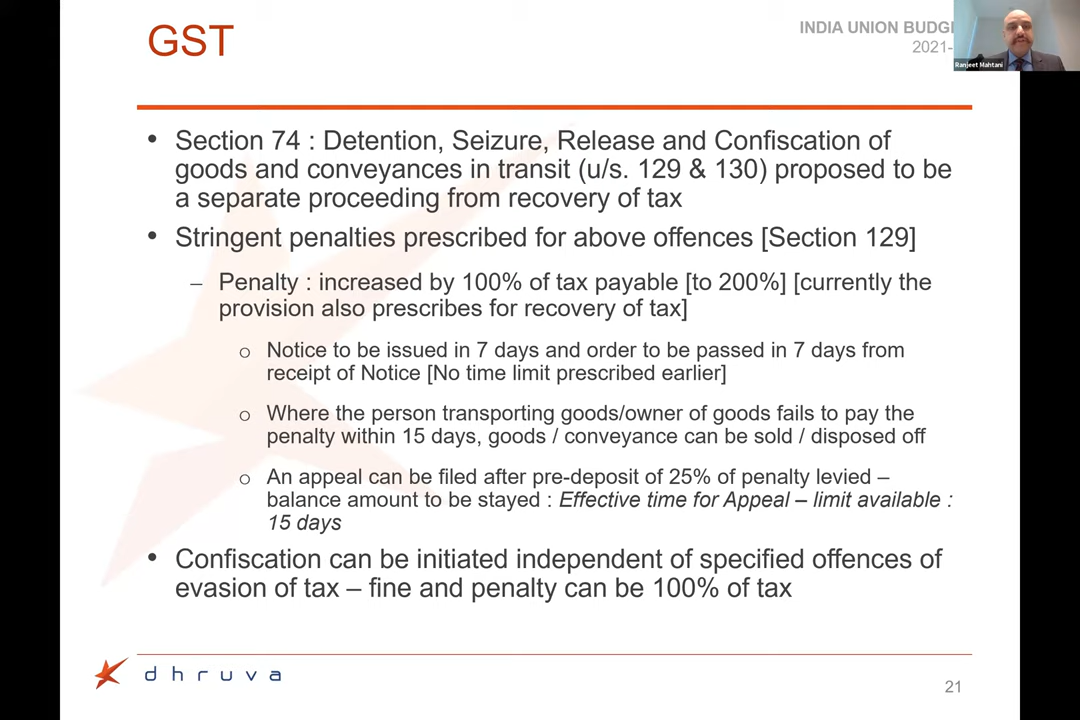 GST
INDIA UNION BUDG
2021-
Ranjeet Mahtani
• Section 74 : Detention, Seizure, Release and Confiscation of
goods and conveyances in transit (u/s. 129 & 130) proposed to be
a separate proceeding from recovery of tax
• Stringent penalties prescribed for above offences [Section 129]
– Penalty : increased by 100% of tax payable [to 200%] [currently the
provision also prescribes for recovery of tax]
o Notice to be issued in 7 days and order to be passed in 7 days from
receipt of Notice [No time limit prescribed earlier]
o Where the person transporting goods/owner of goods fails to pay the
penalty within 15 days, goods / conveyance can be sold / disposed off
o An appeal can be filed after pre-deposit of 25% of penalty levied –
balance amount to be stayed : Effective time for Appeal – limit available :
15 days
• Confiscation can be initiated independent of specified offences of
evasion of tax – fine and penalty can be 100% of tax
dhruva
21